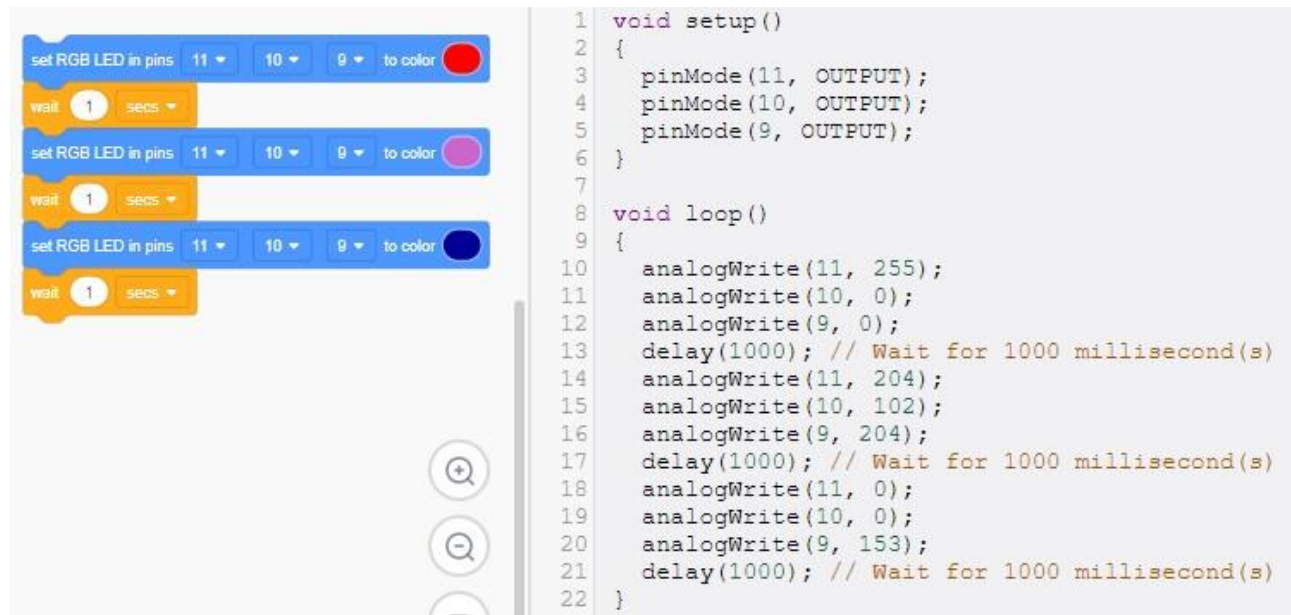 set RGB LED in pins 11 10 9 to color
wait 1 secs
set RGB LED in pins 11 10 9 to color
wait 1 secs
set RGB LED in pins 11 10 9 to color
wait 1 secs
1 void setup()
2 {
3 pinMode(11, OUTPUT);
4 pinMode(10, OUTPUT);
5 pinMode(9, OUTPUT);
6 }
7
8 void loop()
9 {
10 analogWrite(11, 255);
11 analogWrite(10, 0);
12 analogWrite(9, 0);
13 delay(1000); // Wait for 1000 millisecond(s)
14 analogWrite(11, 204);
15 analogWrite(10, 102);
16 analogWrite(9, 204);
17 delay(1000); // Wait for 1000 millisecond(s)
18 analogWrite(11, 0);
19 analogWrite(10, 0);
20 analogWrite(9, 153);
21 delay(1000); // Wait for 1000 millisecond(s)
22 }